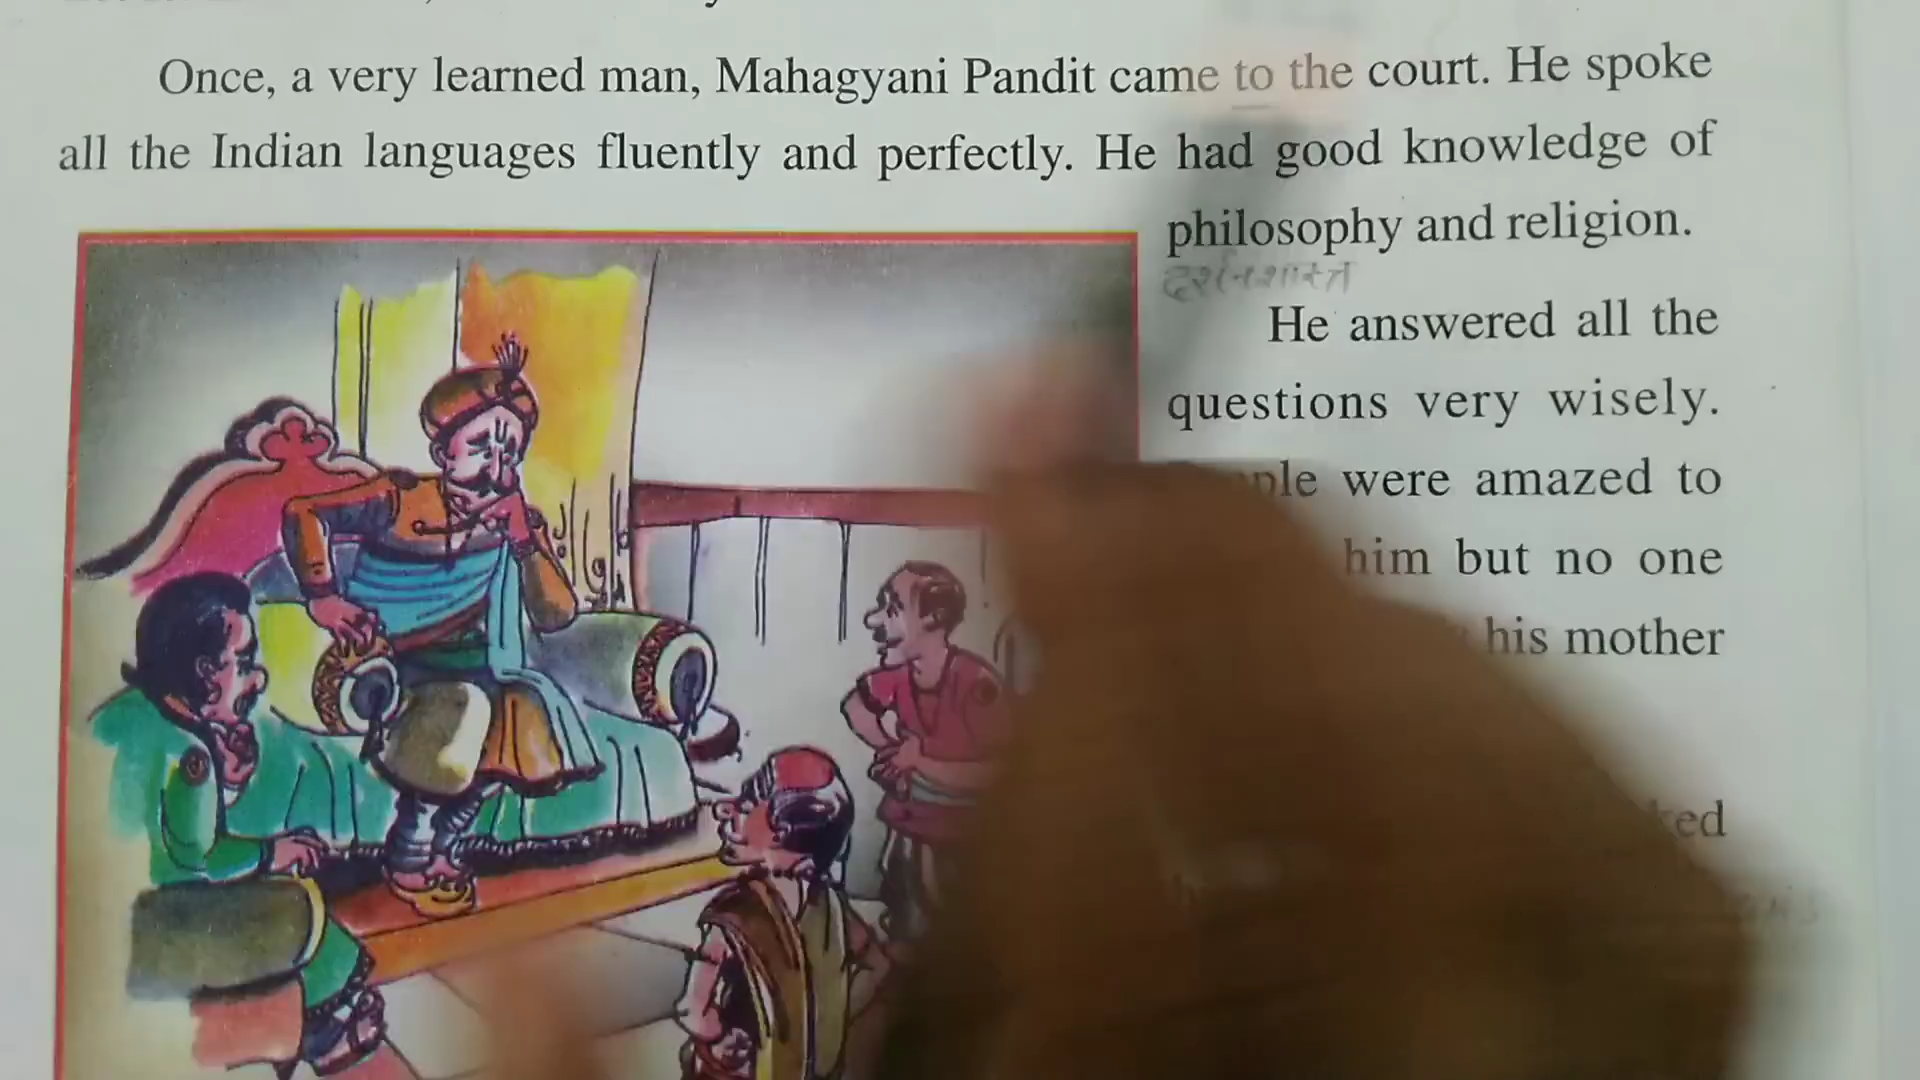 Once, a very learned man, Mahagyani Pandit came to the court. He spoke
all the Indian languages fluently and perfectly. He had good knowledge of
philosophy and religion.
दर्शनशास्त्र
He answered all the
questions very wisely.
were amazed to
him but no one
his mother